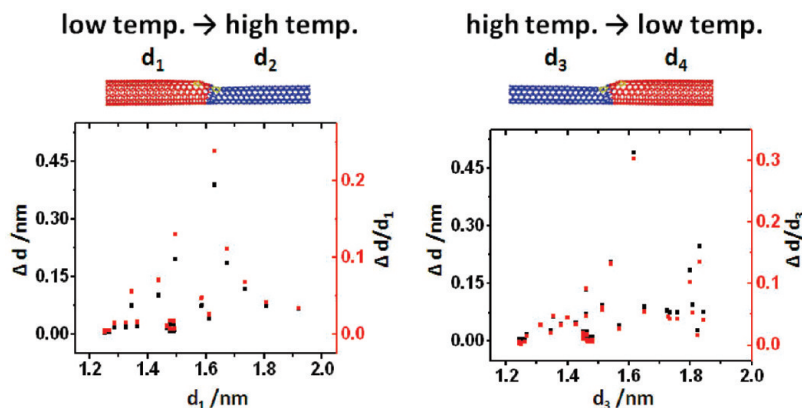 low temp. → high temp.
d₁ d₂
0.45
0.30
0.15
0.00
Δ d /nm
0.2
0.1
0.0
Δ d/d₁
1.2 1.4 1.6 1.8 2.0
d₁/nm
high temp. → low temp.
d₃ d₄
0.45
0.30
0.15
0.00
Δ d /nm
0.3
0.2
0.1
0.0
Δ d/d₃
1.2 1.4 1.6 1.8 2.0
d₃/nm